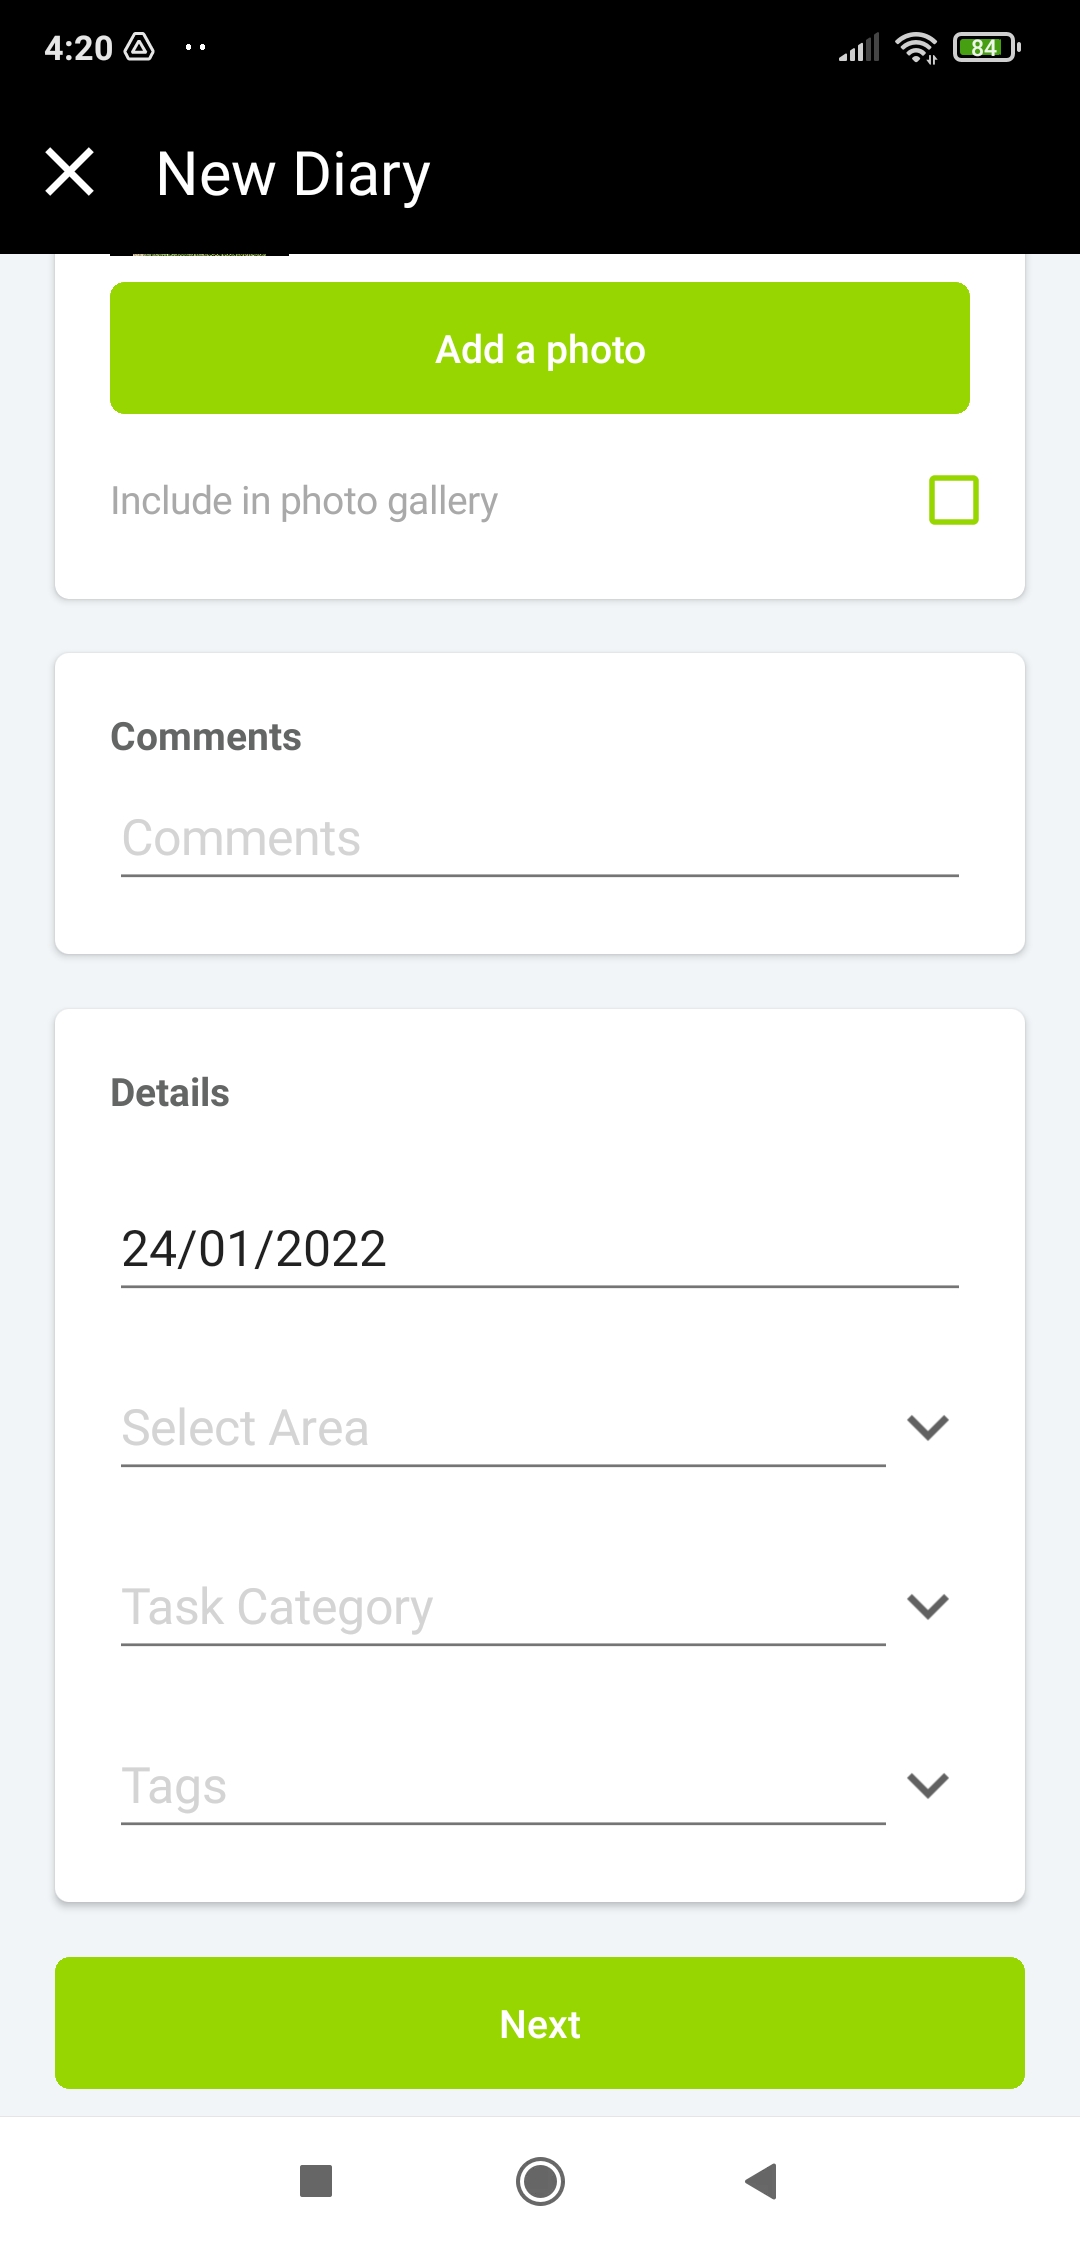 4:20
84
New Diary
Add a photo
Include in photo gallery
Comments
Comments
Details
24/01/2022
Select Area
Task Category
Tags
Next